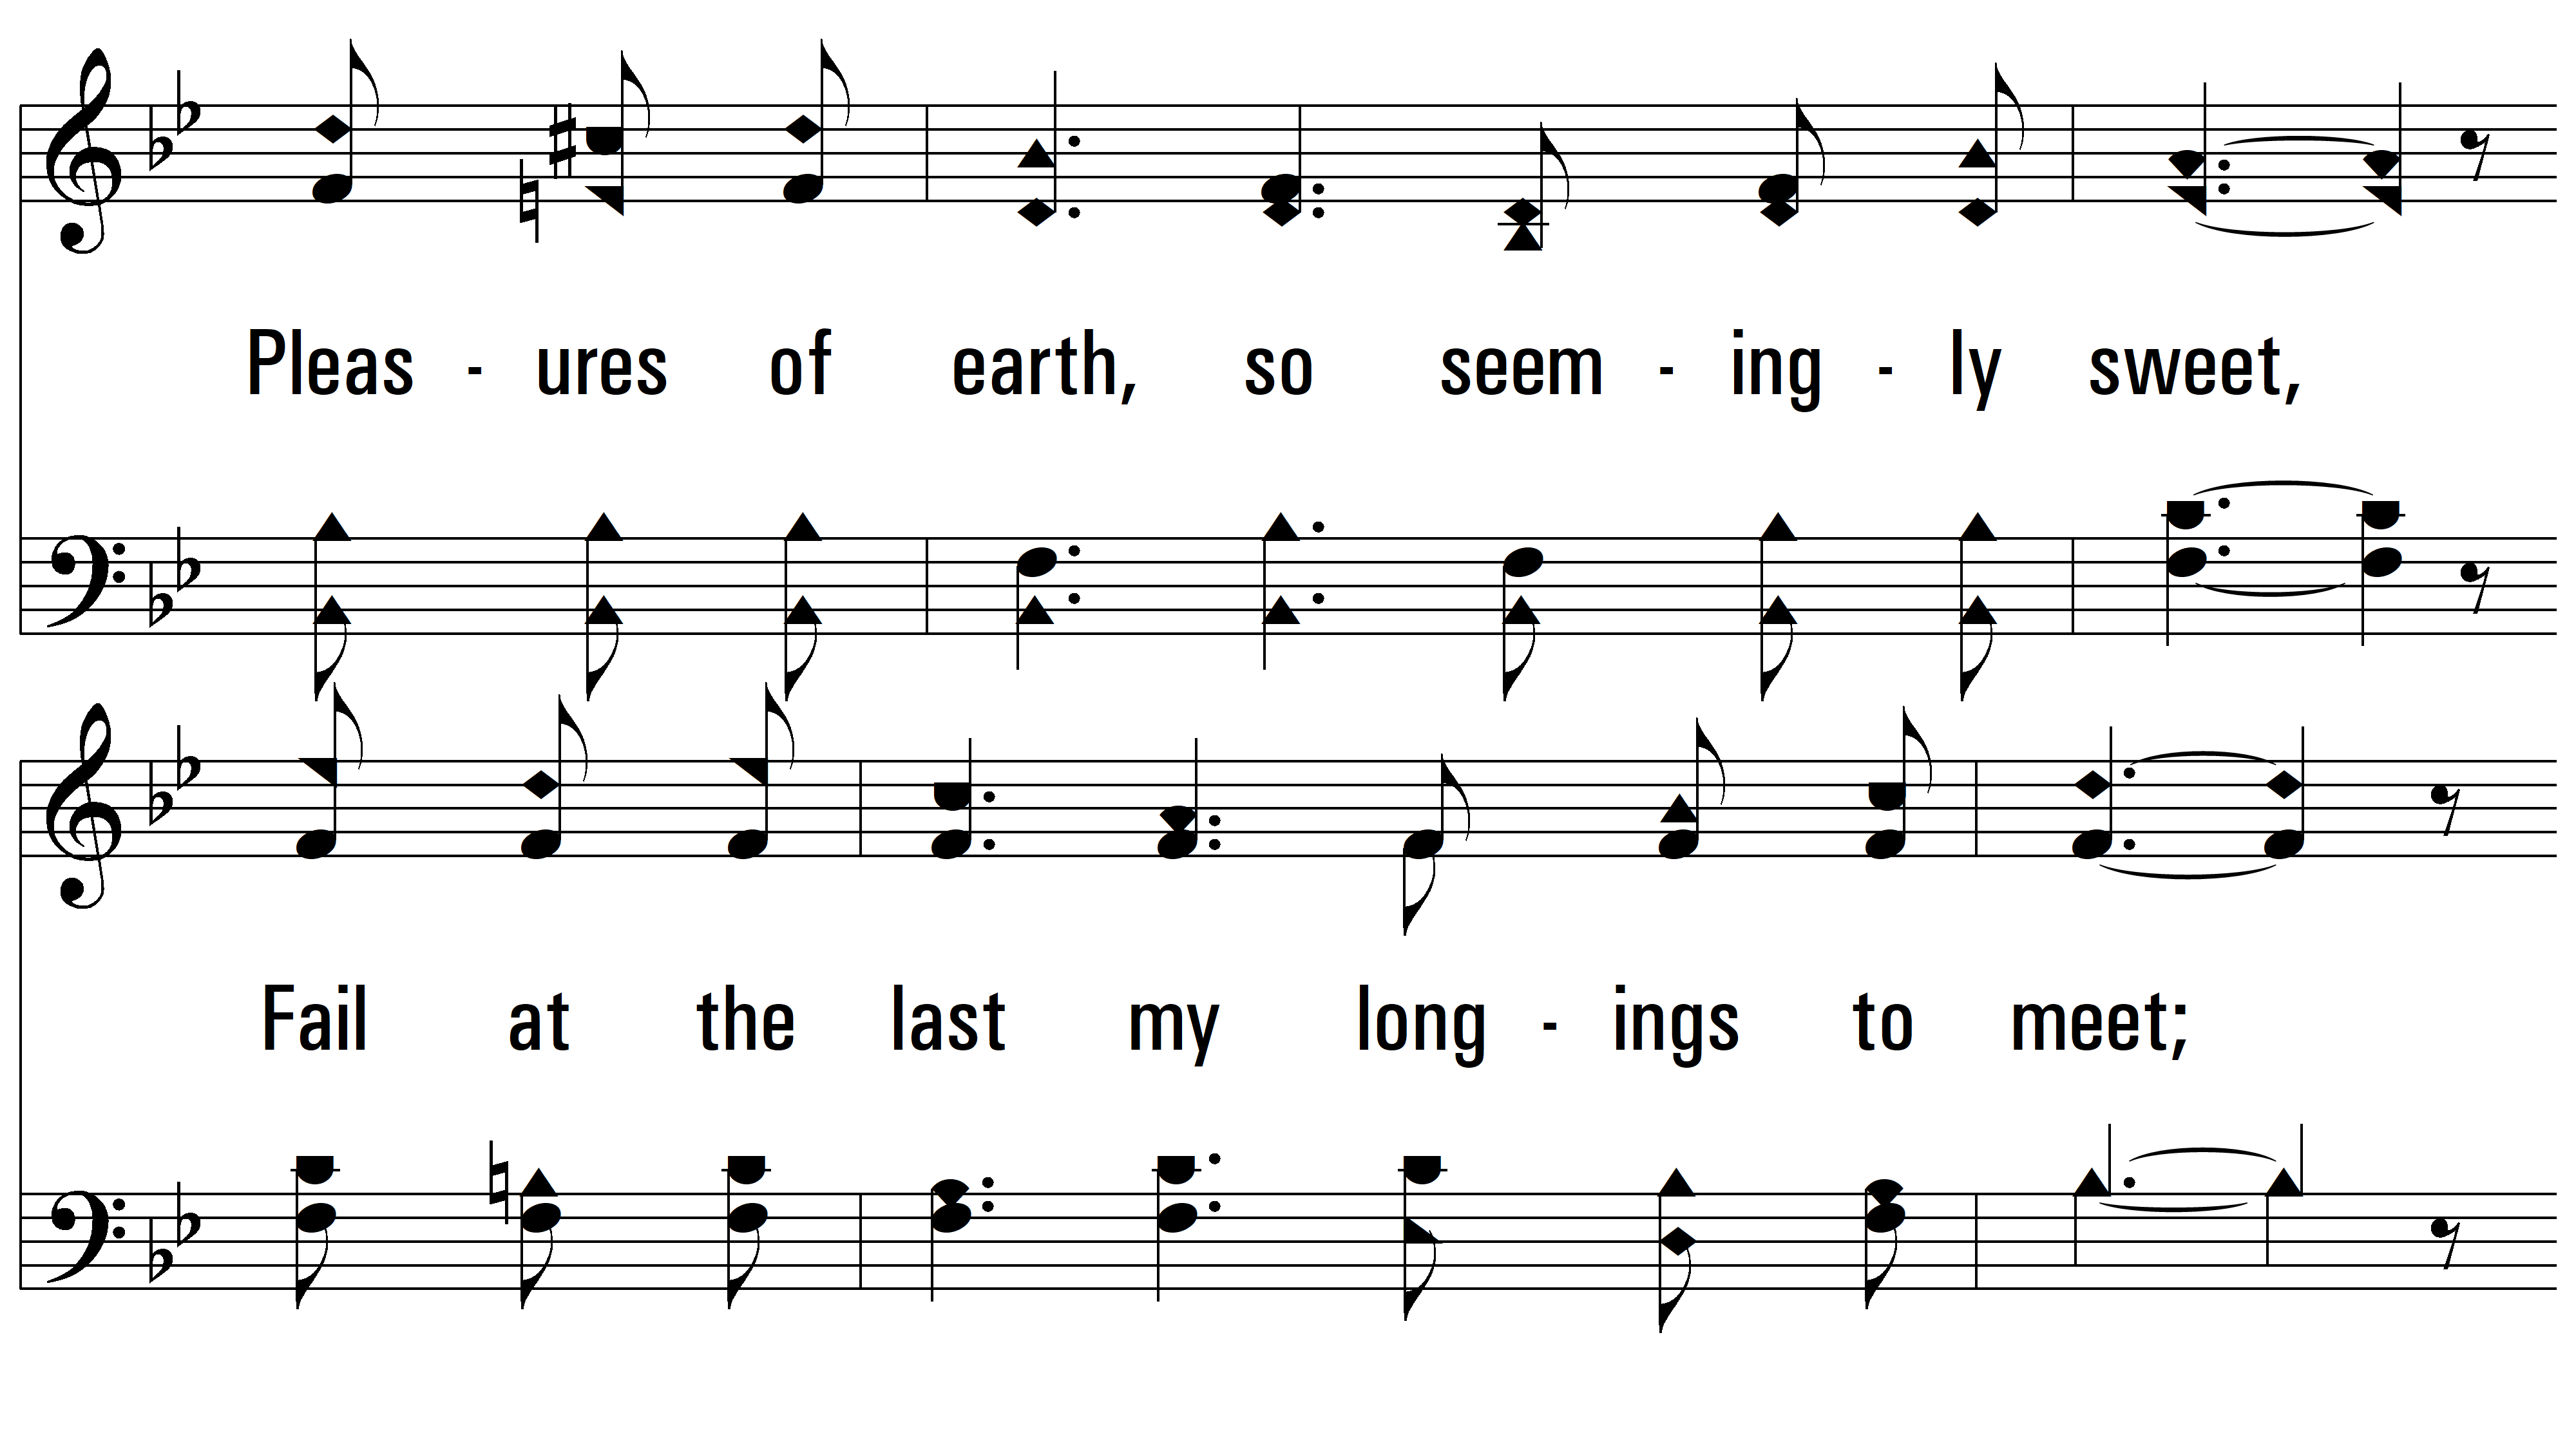 Pleas - ures of earth, so seem - ing - ly sweet,
Fail at the last my long - ings to meet;